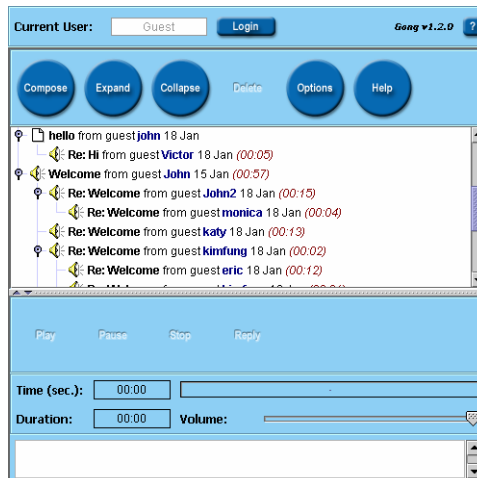 Current User: Guest Login Gong v1.2.0 ?
Compose Expand Collapse Delete Options Help
hello from guest john 18 Jan
Re: Hi from guest Victor 18 Jan (00:05)
Welcome from guest John 15 Jan (00:57)
Re: Welcome from guest John2 18 Jan (00:15)
Re: Welcome from guest monica 18 Jan (00:04)
Re: Welcome from guest katy 18 Jan (00:13)
Re: Welcome from guest kimfung 18 Jan (00:02)
Re: Welcome from guest eric 18 Jan (00:12)
Play Pause Stop Reply
Time (sec.): 00:00 -
Duration: 00:00 Volume: